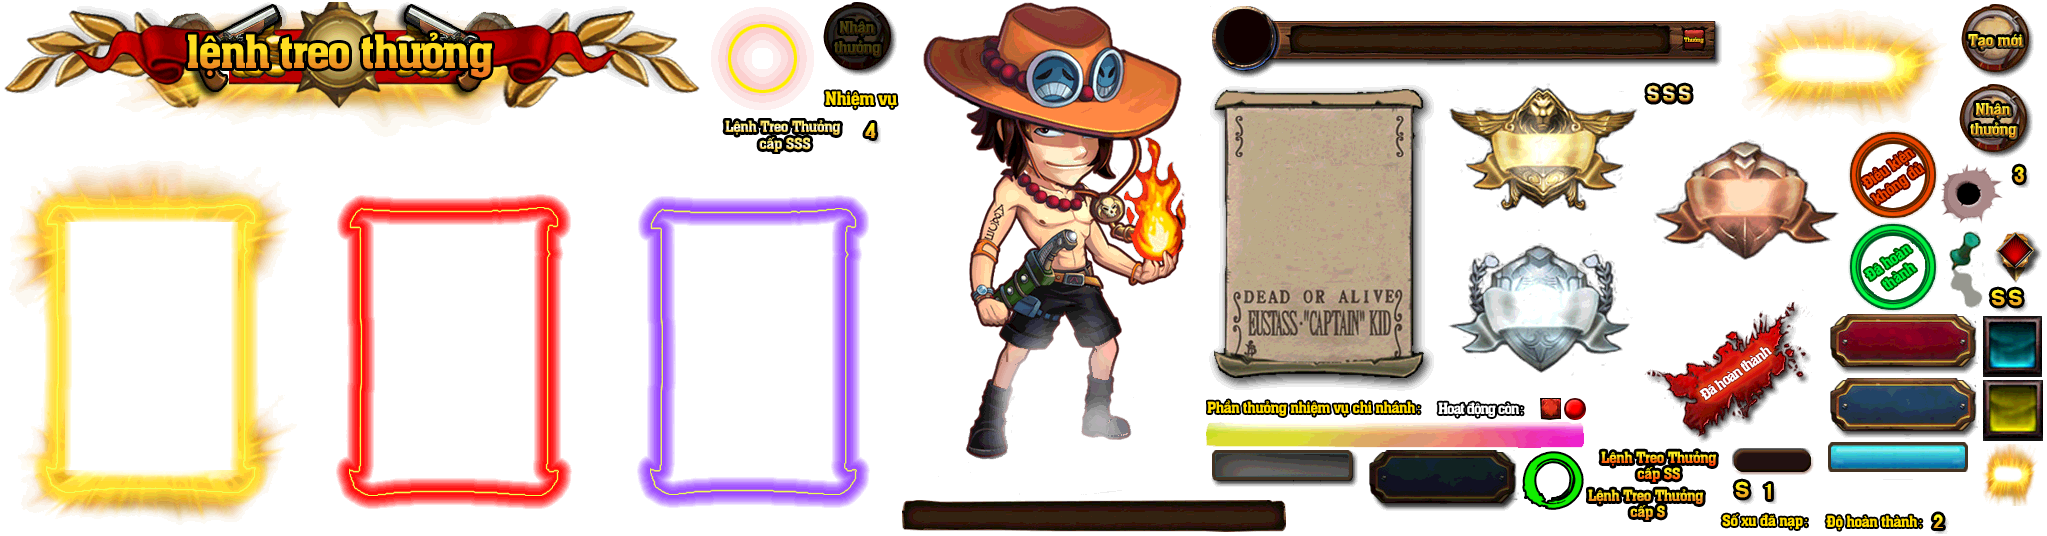 lệnh treo thưởng
Nhận
thưởng
Nhiệm vụ
4
Lệnh Treo Thưởng
cấp SSS
Thưởng
SSS
Tạo mới
Nhận
thưởng
Điều kiện
không đủ
3
Đã hoàn
thành
SS
DEAD OR ALIVE
EUSTASS·"CAPTAIN" KID
Đã hoàn thành
Phần thưởng nhiệm vụ chi nhánh:
Hoạt động còn:
Lệnh Treo Thưởng
cấp SS
Lệnh Treo Thưởng
cấp S
S
1
Số xu đã nạp:
Độ hoàn thành:
2